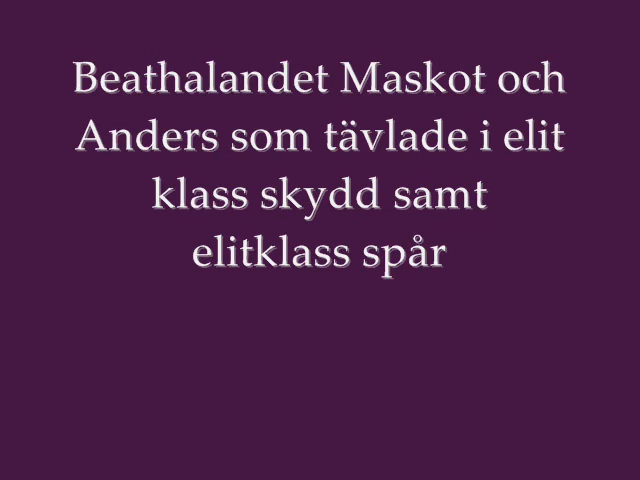 Beathalandet Maskot och
Anders som tävlade i elit
klass skydd samt
elitklass spår